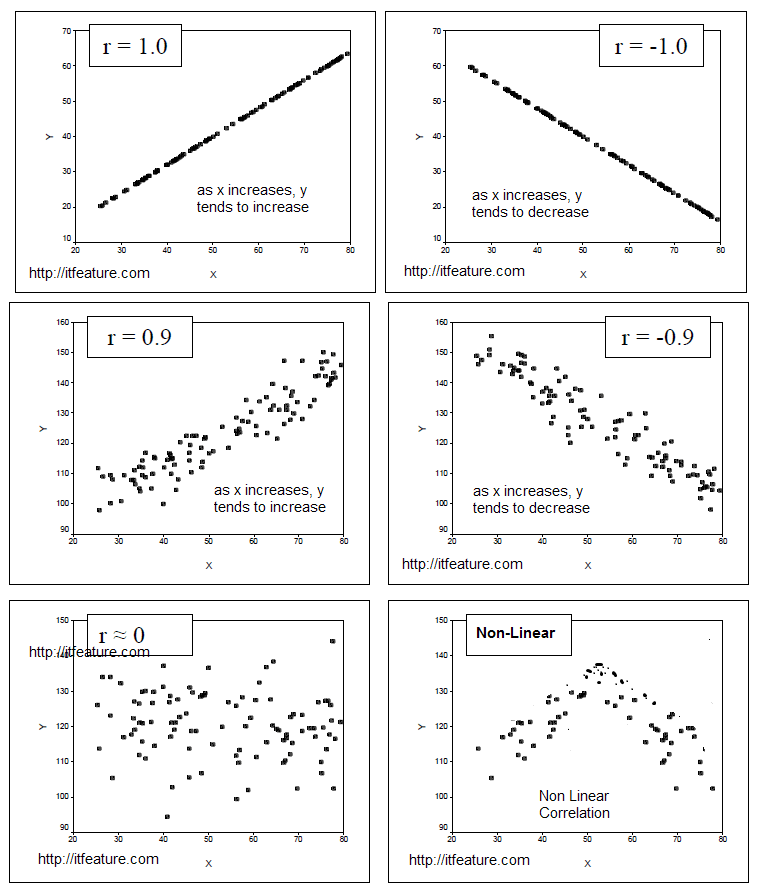 r = 1.0
70
60
50
40
30
20
10
Y
as x increases, y
tends to increase
20 30 40 50 60 70 80
http://itfeature.com
X
r = -1.0
70
60
50
40
30
20
10
Y
as x increases, y
tends to decrease
20 30 40 50 60 70 80
http://itfeature.com
X
r = 0.9
160
150
140
130
120
110
100
90
Y
as x increases, y
tends to increase
20 30 40 50 60 70 80
X
r = -0.9
160
150
140
130
120
110
100
90
Y
as x increases, y
tends to decrease
20 30 40 50 60 70 80
http://itfeature.com
X
r ≈ 0
http://itfeature.com
150
140
130
120
110
100
90
Y
20 30 40 50 60 70 80
http://itfeature.com
X
Non-Linear
150
140
130
120
110
100
90
Y
Non Linear
Correlation
20 30 40 50 60 70 80
http://itfeature.com
X